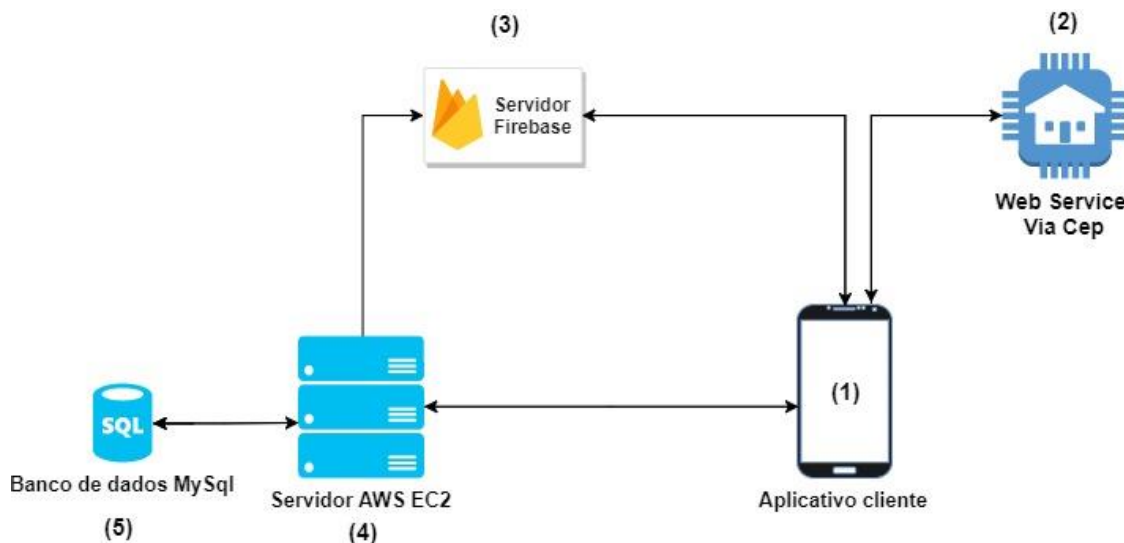 (3)
(2)
Servidor
Firebase
Web Service
Via Cep
(1)
SQL
Banco de dados MySql
(5)
Servidor AWS EC2
(4)
Aplicativo cliente